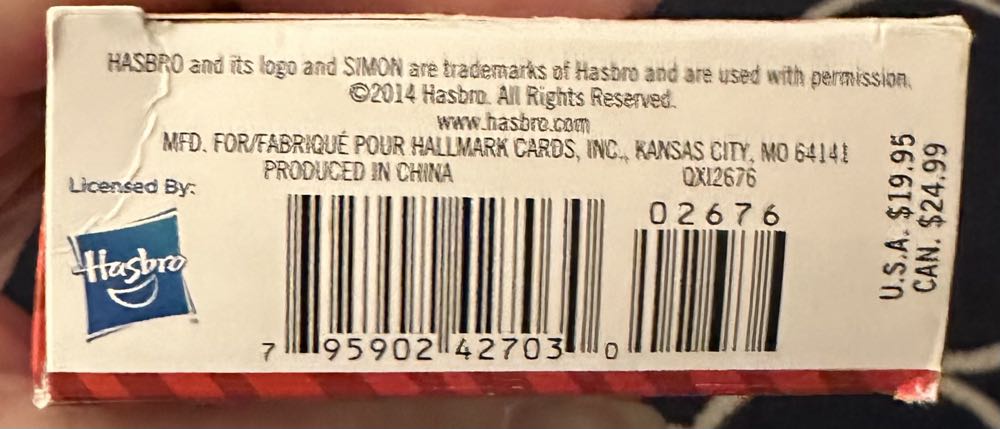 HASBRO and its logo and SIMON are trademarks of Hasbro and are used with permission.
©2014 Hasbro. All Rights Reserved.
www.hasbro.com
MFD. FOR/FABRIQUÉ POUR HALLMARK CARDS, INC., KANSAS CITY, MO 64141
PRODUCED IN CHINA
QXI2676
Licensed By:
Hasbro
02676
7 95902 42703 0
U.S.A. $19.95
CAN. $24.99